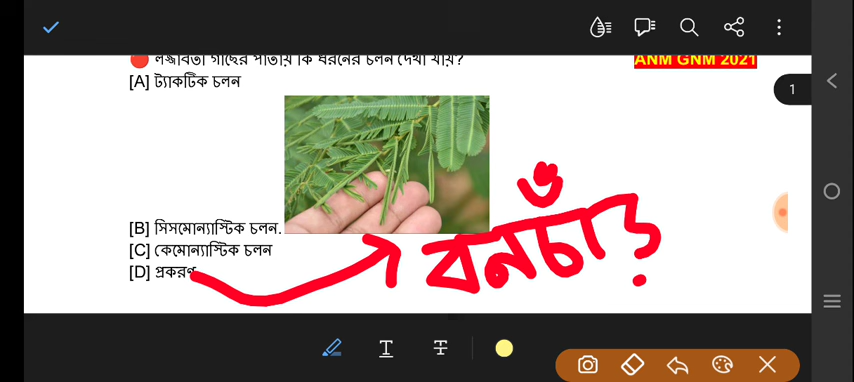 🔴 লজ্জাবতী গাছের পাতায় কি ধরনের চলন দেখা যায়?
ANM GNM 2021
[A] ট্যাকটিক চলন
1
[B] সিসমোন্যাস্টিক চলন.
[C] কেমোন্যাস্টিক চলন
[D] প্রকরণ
বনচাঁড়
T
T